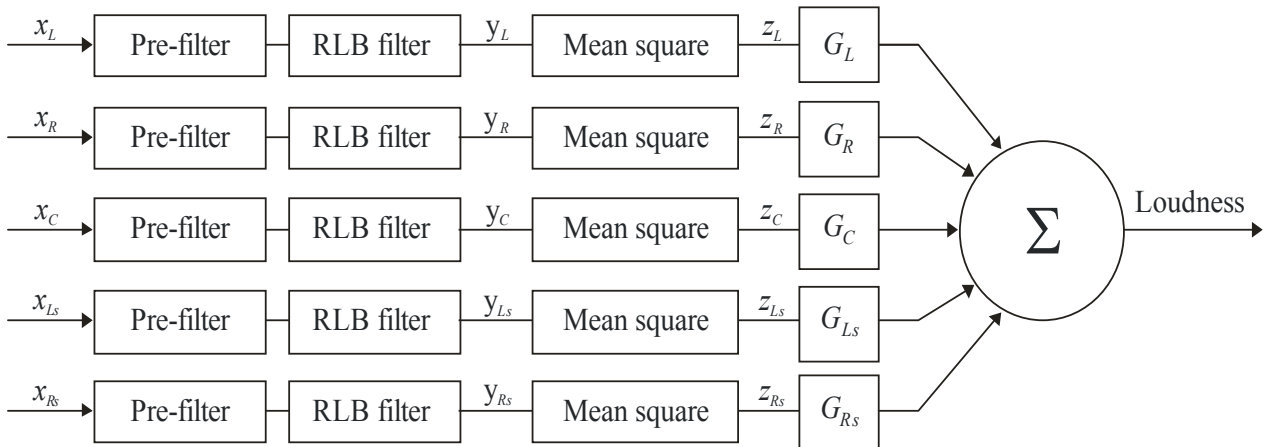 x_L Pre-filter RLB filter y_L Mean square z_L G_L
x_R Pre-filter RLB filter y_R Mean square z_R G_R
x_C Pre-filter RLB filter y_C Mean square z_C G_C
Σ
Loudness
x_Ls Pre-filter RLB filter y_Ls Mean square z_Ls G_Ls
x_Rs Pre-filter RLB filter y_Rs Mean square z_Rs G_Rs